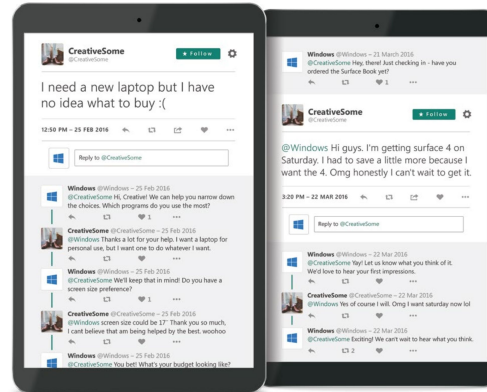 CreativeSome
@CreativeSome
Follow
I need a new laptop but I have
no idea what to buy :(
12:50 PM – 25 FEB 2016
Reply to @CreativeSome
Windows @Windows – 25 Feb 2016
@CreativeSome Hi, Creative! We can help you narrow down
the choices. Which programs do you use the most?
1
CreativeSome @CreativeSome – 25 Feb 2016
@Windows Thanks a lot for your help. I want a laptop for
personal use, but I want one to do whatever I want.
Windows @Windows – 25 Feb 2016
@CreativeSome We'll keep that in mind! Do you have a
screen size preference?
1
CreativeSome @CreativeSome – 25 Feb 2016
@Windows screen size could be 17" Thank you so much,
I cant believe that am being helped by the best, woohoo
Windows @Windows – 25 Feb 2016
@CreativeSome You bet! What's your budget looking like?
Windows @Windows – 21 March 2016
@CreativeSome Hey, there! Just checking in - have you
ordered the Surface Book yet?
1
CreativeSome
@CreativeSome
Follow
@Windows Hi guys. I'm getting surface 4 on
Saturday. I had to save a little more because I
want the 4. Omg honestly I can't wait to get it.
3:20 PM – 22 MAR 2016
Reply to @CreativeSome
Windows @Windows – 22 Mar 2016
@CreativeSome Yay! Let us know what you think of it.
We'd love to hear your first impressions.
CreativeSome @CreativeSome – 22 Mar 2016
@Windows Yes of course I will. Omg I want saturday now lol
Windows @Windows – 22 Mar 2016
@CreativeSome Exciting! We can't wait to hear what you think.
2